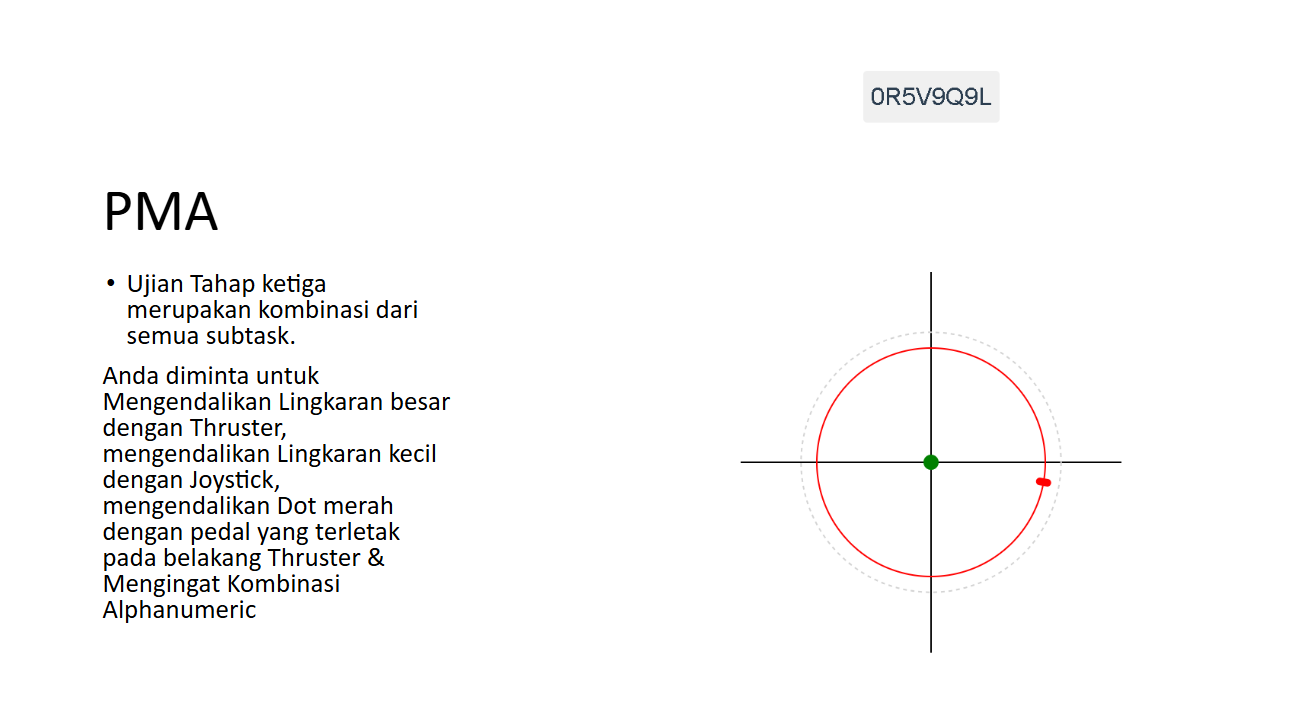 0R5V9Q9L
PMA
• Ujian Tahap ketiga
merupakan kombinasi dari
semua subtask.
Anda diminta untuk
Mengendalikan Lingkaran besar
dengan Thruster,
mengendalikan Lingkaran kecil
dengan Joystick,
mengendalikan Dot merah
dengan pedal yang terletak
pada belakang Thruster &
Mengingat Kombinasi
Alphanumeric